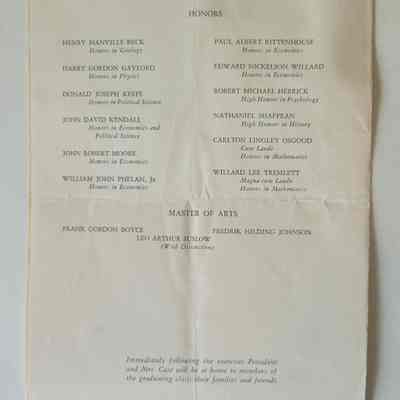 HONORS
HENRY MANVILLE BECK
Honors in Geology
HARRY GORDON GAYLORD
Honors in Physics
DONALD JOSEPH KEEFE
Honors in Political Science
JOHN DAVID KENDALL
Honors in Economics and
Political Science
JOHN ROBERT MOORE
Honors in Economics
WILLIAM JOHN PHELAN, Jr.
Honors in Economics
PAUL ALBERT RITTENHOUSE
Honors in Economics
EDWARD NICKELSON WILLARD
Honors in Economics
ROBERT MICHAEL HERRICK
High Honors in Psychology
NATHANIEL SHAFFRAN
High Honors in History
CARLTON LINGLEY OSGOOD
Cum Laude
Honors in Mathematics
WILLARD LEE TREMLETT
Magna cum Laude
Honors in Mathematics
MASTER OF ARTS
FRANK GORDON BOYCE
FREDRIK HILDING JOHNSON
LEO ARTHUR SUSLOW
(With Distinction)
Immediately following the exercises President
and Mrs. Case will be at home to members of
the graduating class, their families and friends.